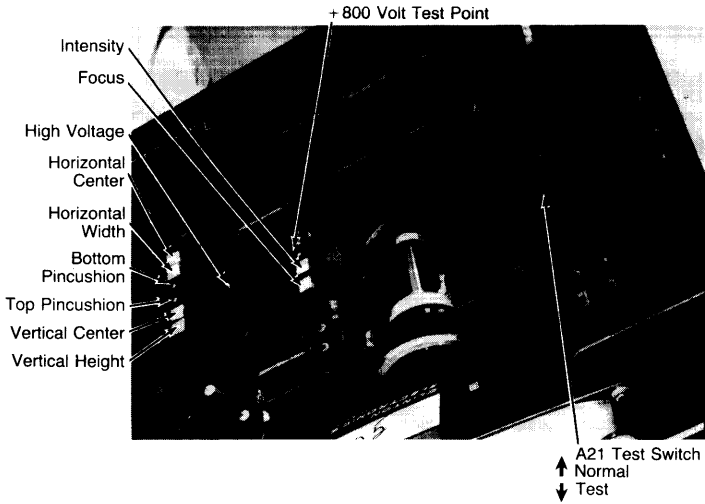 + 800 Volt Test Point
Intensity
Focus
High Voltage
Horizontal
Center
Horizontal
Width
Bottom
Pincushion
Top Pincushion
Vertical Center
Vertical Height
A21 Test Switch
Normal
Test